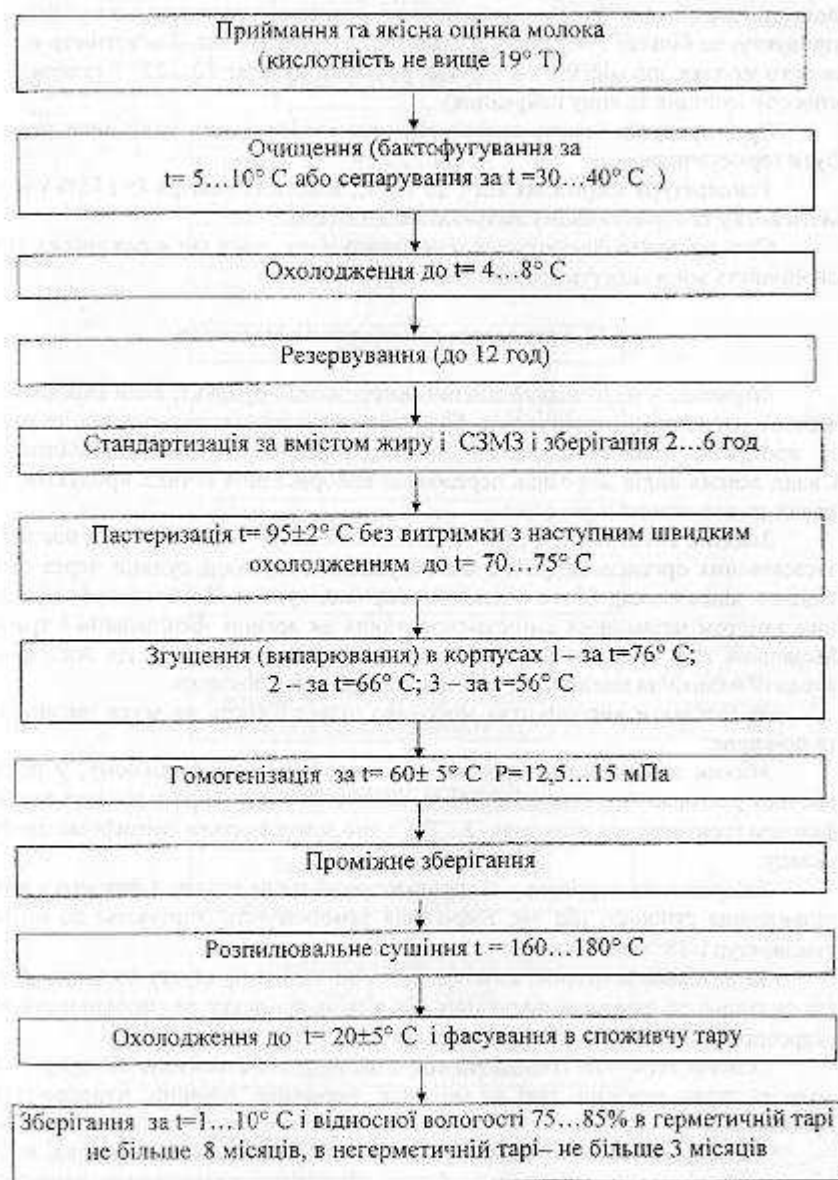 Приймання та якісна оцінка молока
(кислотність не вище 19° Т)
Очищення (бактофугування за
t= 5…10° С або сепарування за t =30…40° С )
Охолодження до t= 4…8° С
Резервування (до 12 год)
Стандартизація за вмістом жиру і СЗМЗ і зберігання 2…6 год
Пастеризація t= 95±2° С без витримки з наступним швидким
охолодженням до t= 70…75° С
Згущення (випарювання) в корпусах 1 – за t=76° С;
2 – за t=66° С; 3 – за t=56° С
Гомогенізація за t= 60± 5° С Р=12,5…15 мПа
Проміжне зберігання
Розпилювальне сушіння t = 160…180° С
Охолодження до t= 20±5° С і фасування в споживчу тару
Зберігання за t=1…10° С і відносної вологості 75…85% в герметичній тарі
не більше 8 місяців, в негерметичній тарі– не більше 3 місяців